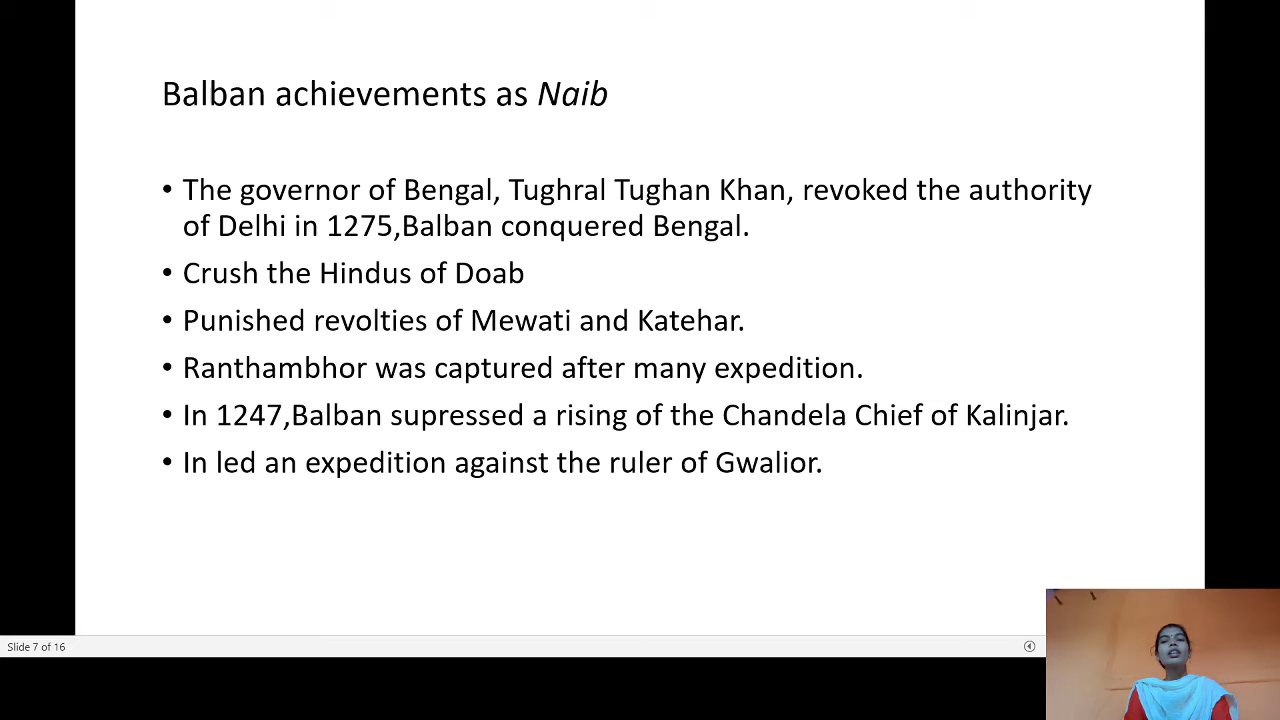 Balban achievements as Naib
• The governor of Bengal, Tughral Tughan Khan, revoked the authority
of Delhi in 1275,Balban conquered Bengal.
• Crush the Hindus of Doab
• Punished revolties of Mewati and Katehar.
• Ranthambhor was captured after many expedition.
• In 1247,Balban supressed a rising of the Chandela Chief of Kalinjar.
• In led an expedition against the ruler of Gwalior.
Slide 7 of 16